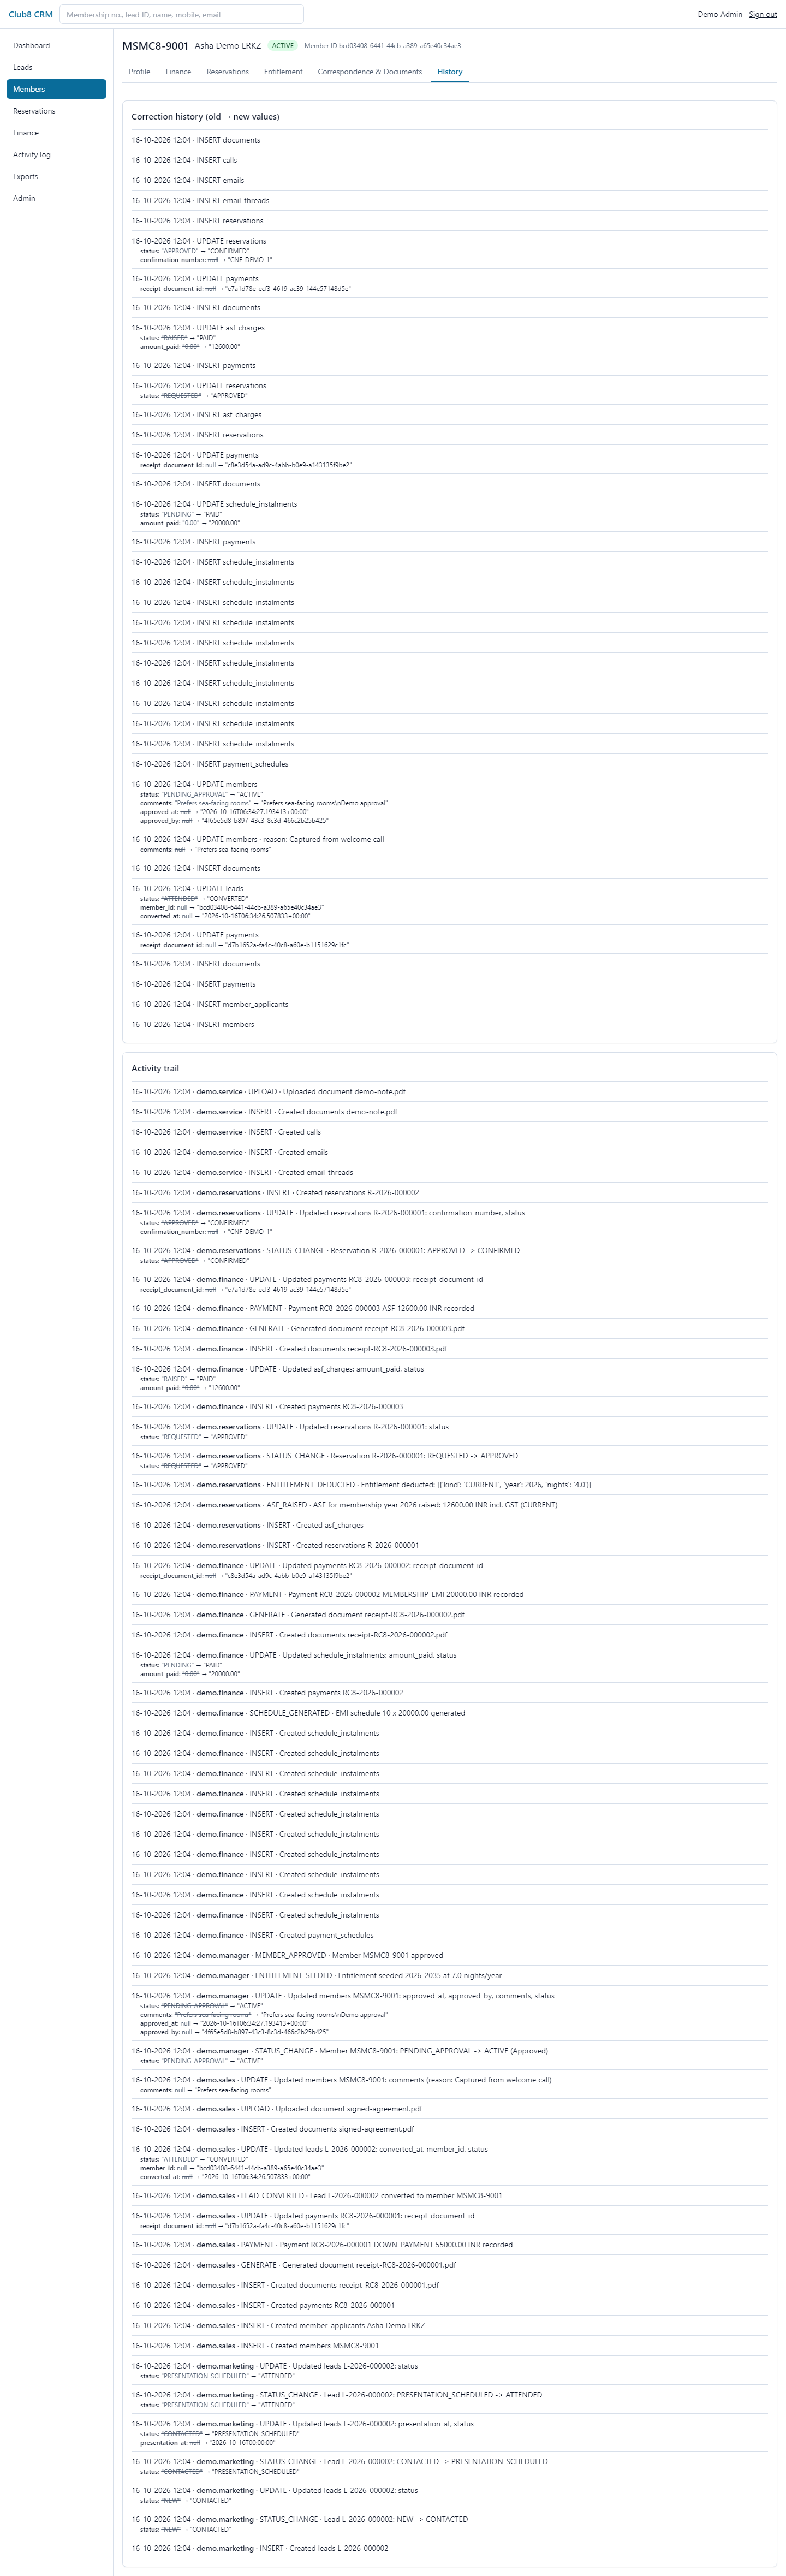 Club8 CRM
Membership no., lead ID, name, mobile, email
Demo Admin Sign out
Dashboard
Leads
Members
Reservations
Finance
Activity log
Exports
Admin
MSMC8-9001 Asha Demo LRKZ ACTIVE Member ID bcd03408-6441-44cb-a389-a65e40c34ae3
Profile Finance Reservations Entitlement Correspondence & Documents History
Correction history (old → new values)
16-10-2026 12:04 · INSERT documents
16-10-2026 12:04 · INSERT calls
16-10-2026 12:04 · INSERT emails
16-10-2026 12:04 · INSERT email_threads
16-10-2026 12:04 · INSERT reservations
16-10-2026 12:04 · UPDATE reservations
status: "APPROVED" → "CONFIRMED"
confirmation_number: null → "CNF-DEMO-1"
16-10-2026 12:04 · UPDATE payments
receipt_document_id: null → "e7a1d78e-ecf3-4619-ac39-144e57148d5e"
16-10-2026 12:04 · INSERT documents
16-10-2026 12:04 · UPDATE asf_charges
status: "RAISED" → "PAID"
amount_paid: "0.00" → "12600.00"
16-10-2026 12:04 · INSERT payments
16-10-2026 12:04 · UPDATE reservations
status: "REQUESTED" → "APPROVED"
16-10-2026 12:04 · INSERT asf_charges
16-10-2026 12:04 · INSERT reservations
16-10-2026 12:04 · UPDATE payments
receipt_document_id: null → "c8e3d54a-ad9c-4abb-b0e9-a143135f9be2"
16-10-2026 12:04 · INSERT documents
16-10-2026 12:04 · UPDATE schedule_instalments
status: "PENDING" → "PAID"
amount_paid: "0.00" → "20000.00"
16-10-2026 12:04 · INSERT payments
16-10-2026 12:04 · INSERT schedule_instalments
16-10-2026 12:04 · INSERT schedule_instalments
16-10-2026 12:04 · INSERT schedule_instalments
16-10-2026 12:04 · INSERT schedule_instalments
16-10-2026 12:04 · INSERT schedule_instalments
16-10-2026 12:04 · INSERT schedule_instalments
16-10-2026 12:04 · INSERT schedule_instalments
16-10-2026 12:04 · INSERT schedule_instalments
16-10-2026 12:04 · INSERT schedule_instalments
16-10-2026 12:04 · INSERT schedule_instalments
16-10-2026 12:04 · INSERT payment_schedules
16-10-2026 12:04 · UPDATE members
status: "PENDING_APPROVAL" → "ACTIVE"
comments: "Prefers sea-facing rooms" → "Prefers sea-facing rooms\nDemo approval"
approved_at: null → "2026-10-16T06:34:27.193413+00:00"
approved_by: null → "4f65e5d8-b897-43c3-8c3d-466c2b25b425"
16-10-2026 12:04 · UPDATE members · reason: Captured from welcome call
comments: null → "Prefers sea-facing rooms"
16-10-2026 12:04 · INSERT documents
16-10-2026 12:04 · UPDATE leads
status: "ATTENDED" → "CONVERTED"
member_id: null → "bcd03408-6441-44cb-a389-a65e40c34ae3"
converted_at: null → "2026-10-16T06:34:26.507833+00:00"
16-10-2026 12:04 · UPDATE payments
receipt_document_id: null → "d7b1652a-fa4c-40c8-a60e-b1151629c1fc"
16-10-2026 12:04 · INSERT documents
16-10-2026 12:04 · INSERT payments
16-10-2026 12:04 · INSERT member_applicants
16-10-2026 12:04 · INSERT members
Activity trail
16-10-2026 12:04 · demo.service · UPLOAD · Uploaded document demo-note.pdf
16-10-2026 12:04 · demo.service · INSERT · Created documents demo-note.pdf
16-10-2026 12:04 · demo.service · INSERT · Created calls
16-10-2026 12:04 · demo.service · INSERT · Created emails
16-10-2026 12:04 · demo.service · INSERT · Created email_threads
16-10-2026 12:04 · demo.reservations · INSERT · Created reservations R-2026-000002
16-10-2026 12:04 · demo.reservations · UPDATE · Updated reservations R-2026-000001: confirmation_number, status
status: "APPROVED" → "CONFIRMED"
confirmation_number: null → "CNF-DEMO-1"
16-10-2026 12:04 · demo.reservations · STATUS_CHANGE · Reservation R-2026-000001: APPROVED -> CONFIRMED
status: "APPROVED" → "CONFIRMED"
16-10-2026 12:04 · demo.finance · UPDATE · Updated payments RC8-2026-000003: receipt_document_id
receipt_document_id: null → "e7a1d78e-ecf3-4619-ac39-144e57148d5e"
16-10-2026 12:04 · demo.finance · PAYMENT · Payment RC8-2026-000003 ASF 12600.00 INR recorded
16-10-2026 12:04 · demo.finance · GENERATE · Generated document receipt-RC8-2026-000003.pdf
16-10-2026 12:04 · demo.finance · INSERT · Created documents receipt-RC8-2026-000003.pdf
16-10-2026 12:04 · demo.finance · UPDATE · Updated asf_charges: amount_paid, status
status: "RAISED" → "PAID"
amount_paid: "0.00" → "12600.00"
16-10-2026 12:04 · demo.finance · INSERT · Created payments RC8-2026-000003
16-10-2026 12:04 · demo.reservations · UPDATE · Updated reservations R-2026-000001: status
status: "REQUESTED" → "APPROVED"
16-10-2026 12:04 · demo.reservations · STATUS_CHANGE · Reservation R-2026-000001: REQUESTED -> APPROVED
status: "REQUESTED" → "APPROVED"
16-10-2026 12:04 · demo.reservations · ENTITLEMENT_DEDUCTED · Entitlement deducted: [{'kind': 'CURRENT', 'year': 2026, 'nights': '4.0'}]
16-10-2026 12:04 · demo.reservations · ASF_RAISED · ASF for membership year 2026 raised: 12600.00 INR incl. GST (CURRENT)
16-10-2026 12:04 · demo.reservations · INSERT · Created asf_charges
16-10-2026 12:04 · demo.reservations · INSERT · Created reservations R-2026-000001
16-10-2026 12:04 · demo.finance · UPDATE · Updated payments RC8-2026-000002: receipt_document_id
receipt_document_id: null → "c8e3d54a-ad9c-4abb-b0e9-a143135f9be2"
16-10-2026 12:04 · demo.finance · PAYMENT · Payment RC8-2026-000002 MEMBERSHIP_EMI 20000.00 INR recorded
16-10-2026 12:04 · demo.finance · GENERATE · Generated document receipt-RC8-2026-000002.pdf
16-10-2026 12:04 · demo.finance · INSERT · Created documents receipt-RC8-2026-000002.pdf
16-10-2026 12:04 · demo.finance · UPDATE · Updated schedule_instalments: amount_paid, status
status: "PENDING" → "PAID"
amount_paid: "0.00" → "20000.00"
16-10-2026 12:04 · demo.finance · INSERT · Created payments RC8-2026-000002
16-10-2026 12:04 · demo.finance · SCHEDULE_GENERATED · EMI schedule 10 x 20000.00 generated
16-10-2026 12:04 · demo.finance · INSERT · Created schedule_instalments
16-10-2026 12:04 · demo.finance · INSERT · Created schedule_instalments
16-10-2026 12:04 · demo.finance · INSERT · Created schedule_instalments
16-10-2026 12:04 · demo.finance · INSERT · Created schedule_instalments
16-10-2026 12:04 · demo.finance · INSERT · Created schedule_instalments
16-10-2026 12:04 · demo.finance · INSERT · Created schedule_instalments
16-10-2026 12:04 · demo.finance · INSERT · Created schedule_instalments
16-10-2026 12:04 · demo.finance · INSERT · Created schedule_instalments
16-10-2026 12:04 · demo.finance · INSERT · Created schedule_instalments
16-10-2026 12:04 · demo.finance · INSERT · Created schedule_instalments
16-10-2026 12:04 · demo.finance · INSERT · Created payment_schedules
16-10-2026 12:04 · demo.manager · MEMBER_APPROVED · Member MSMC8-9001 approved
16-10-2026 12:04 · demo.manager · ENTITLEMENT_SEEDED · Entitlement seeded 2026-2035 at 7.0 nights/year
16-10-2026 12:04 · demo.manager · UPDATE · Updated members MSMC8-9001: approved_at, approved_by, comments, status
status: "PENDING_APPROVAL" → "ACTIVE"
comments: "Prefers sea-facing rooms" → "Prefers sea-facing rooms\nDemo approval"
approved_at: null → "2026-10-16T06:34:27.193413+00:00"
approved_by: null → "4f65e5d8-b897-43c3-8c3d-466c2b25b425"
16-10-2026 12:04 · demo.manager · STATUS_CHANGE · Member MSMC8-9001: PENDING_APPROVAL -> ACTIVE (Approved)
status: "PENDING_APPROVAL" → "ACTIVE"
16-10-2026 12:04 · demo.sales · UPDATE · Updated members MSMC8-9001: comments (reason: Captured from welcome call)
comments: null → "Prefers sea-facing rooms"
16-10-2026 12:04 · demo.sales · UPLOAD · Uploaded document signed-agreement.pdf
16-10-2026 12:04 · demo.sales · INSERT · Created documents signed-agreement.pdf
16-10-2026 12:04 · demo.sales · UPDATE · Updated leads L-2026-000002: converted_at, member_id, status
status: "ATTENDED" → "CONVERTED"
member_id: null → "bcd03408-6441-44cb-a389-a65e40c34ae3"
converted_at: null → "2026-10-16T06:34:26.507833+00:00"
16-10-2026 12:04 · demo.sales · LEAD_CONVERTED · Lead L-2026-000002 converted to member MSMC8-9001
16-10-2026 12:04 · demo.sales · UPDATE · Updated payments RC8-2026-000001: receipt_document_id
receipt_document_id: null → "d7b1652a-fa4c-40c8-a60e-b1151629c1fc"
16-10-2026 12:04 · demo.sales · PAYMENT · Payment RC8-2026-000001 DOWN_PAYMENT 55000.00 INR recorded
16-10-2026 12:04 · demo.sales · GENERATE · Generated document receipt-RC8-2026-000001.pdf
16-10-2026 12:04 · demo.sales · INSERT · Created documents receipt-RC8-2026-000001.pdf
16-10-2026 12:04 · demo.sales · INSERT · Created payments RC8-2026-000001
16-10-2026 12:04 · demo.sales · INSERT · Created member_applicants Asha Demo LRKZ
16-10-2026 12:04 · demo.sales · INSERT · Created members MSMC8-9001
16-10-2026 12:04 · demo.marketing · UPDATE · Updated leads L-2026-000002: status
status: "PRESENTATION_SCHEDULED" → "ATTENDED"
16-10-2026 12:04 · demo.marketing · STATUS_CHANGE · Lead L-2026-000002: PRESENTATION_SCHEDULED -> ATTENDED
status: "PRESENTATION_SCHEDULED" → "ATTENDED"
16-10-2026 12:04 · demo.marketing · UPDATE · Updated leads L-2026-000002: presentation_at, status
status: "CONTACTED" → "PRESENTATION_SCHEDULED"
presentation_at: null → "2026-10-16T00:00:00"
16-10-2026 12:04 · demo.marketing · STATUS_CHANGE · Lead L-2026-000002: CONTACTED -> PRESENTATION_SCHEDULED
status: "CONTACTED" → "PRESENTATION_SCHEDULED"
16-10-2026 12:04 · demo.marketing · UPDATE · Updated leads L-2026-000002: status
status: "NEW" → "CONTACTED"
16-10-2026 12:04 · demo.marketing · STATUS_CHANGE · Lead L-2026-000002: NEW -> CONTACTED
status: "NEW" → "CONTACTED"
16-10-2026 12:04 · demo.marketing · INSERT · Created leads L-2026-000002